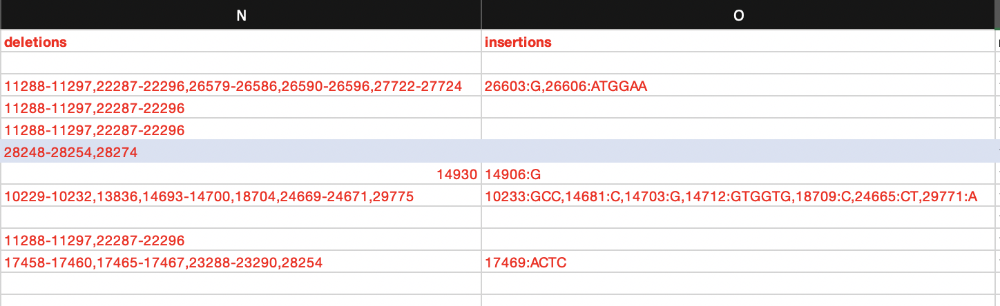 N O
deletions insertions
11288-11297,22287-22296,26579-26586,26590-26596,27722-27724 26603:G,26606:ATGGAA
11288-11297,22287-22296
11288-11297,22287-22296
28248-28254,28274
14930 14906:G
10229-10232,13836,14693-14700,18704,24669-24671,29775 10233:GCC,14681:C,14703:G,14712:GTGGTG,18709:C,24665:CT,29771:A
11288-11297,22287-22296
17458-17460,17465-17467,23288-23290,28254 17469:ACTC